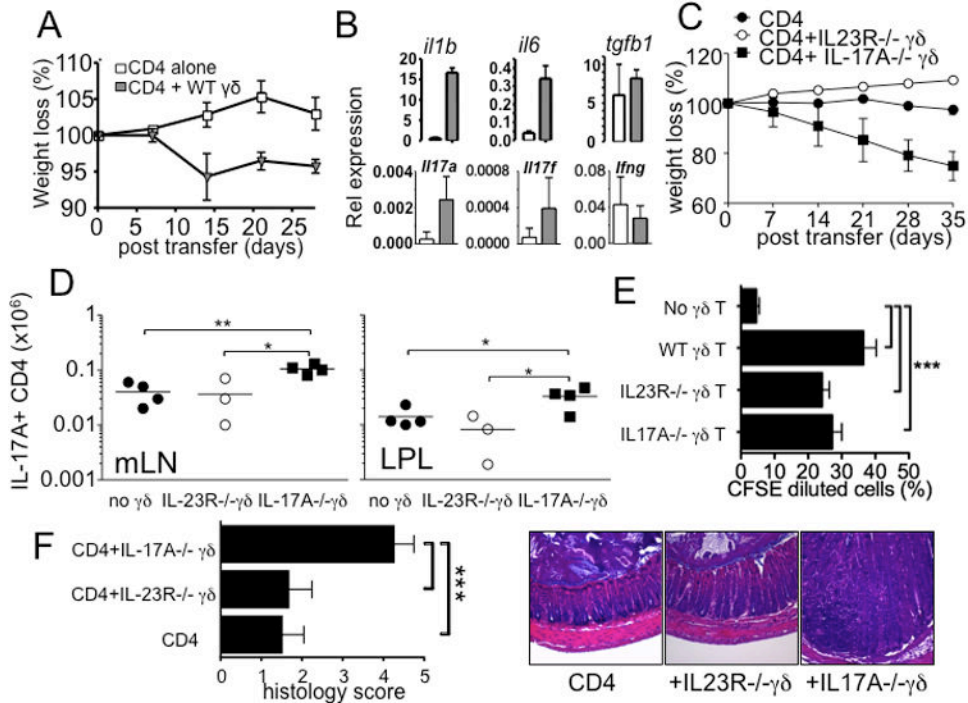 A
CD4 alone
CD4 + WT γδ
Weight loss (%)
105
100
95
90
0 5 10 15 20 25
post transfer (days)
B
il1b
il6
tgfb1
20
15
10
5
0
0.6
0.4
0.3
0.2
0.1
0.0
10
5
0
Rel expression
Il17a
Il17f
Ifng
0.004
0.002
0.000
0.0008
0.0004
0.0000
0.08
0.04
0.00
C
CD4
CD4+IL23R-/- γδ
CD4+ IL-17A-/- γδ
weight loss (%)
120
100
80
60
0 7 14 21 28 35
post transfer (days)
D
IL-17A+ CD4 (x10⁶)
1
0.1
0.01
0.001
**
*
mLN
no γδ IL-23R-/-γδ IL-17A-/-γδ
*
*
LPL
no γδ IL-23R-/-γδ IL-17A-/-γδ
E
No γδ T
WT γδ T
IL23R-/- γδ T
IL17A-/- γδ T
***
0 10 20 30 40 50
CFSE diluted cells (%)
F
CD4+IL-17A-/- γδ
CD4+IL-23R-/- γδ
CD4
***
0 1 2 3 4 5
histology score
CD4 +IL23R-/-γδ +IL17A-/-γδ